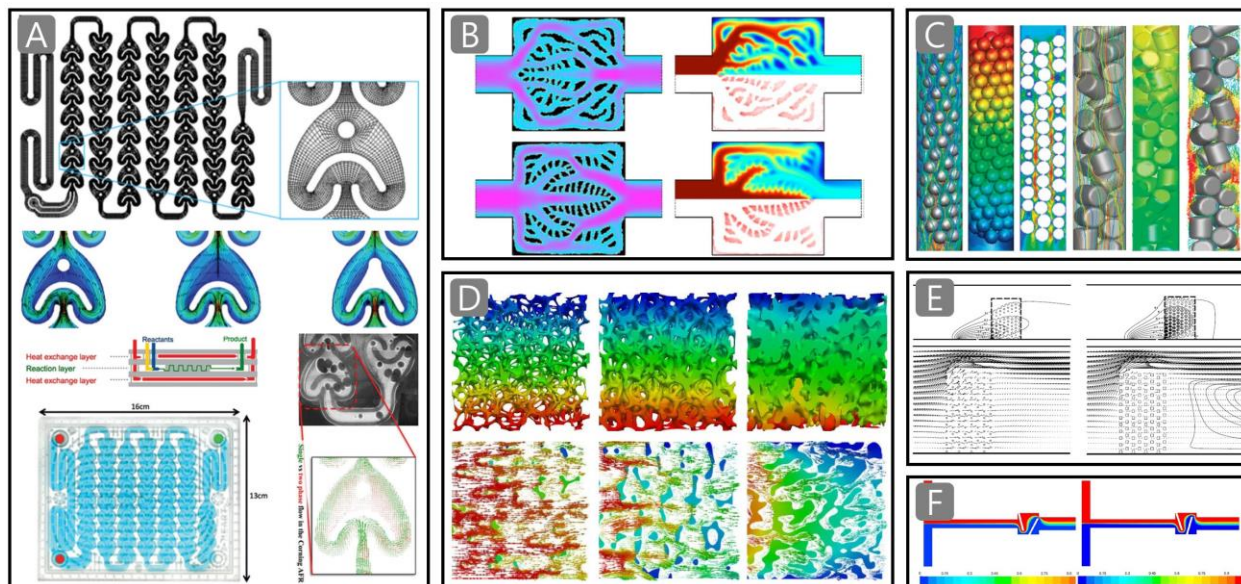 A
Reactants
Product
Heat exchange layer
Reaction layer
Heat exchange layer
16cm
13cm
Single vs two phase flow in the Corning AFR
B
C
D
E
F